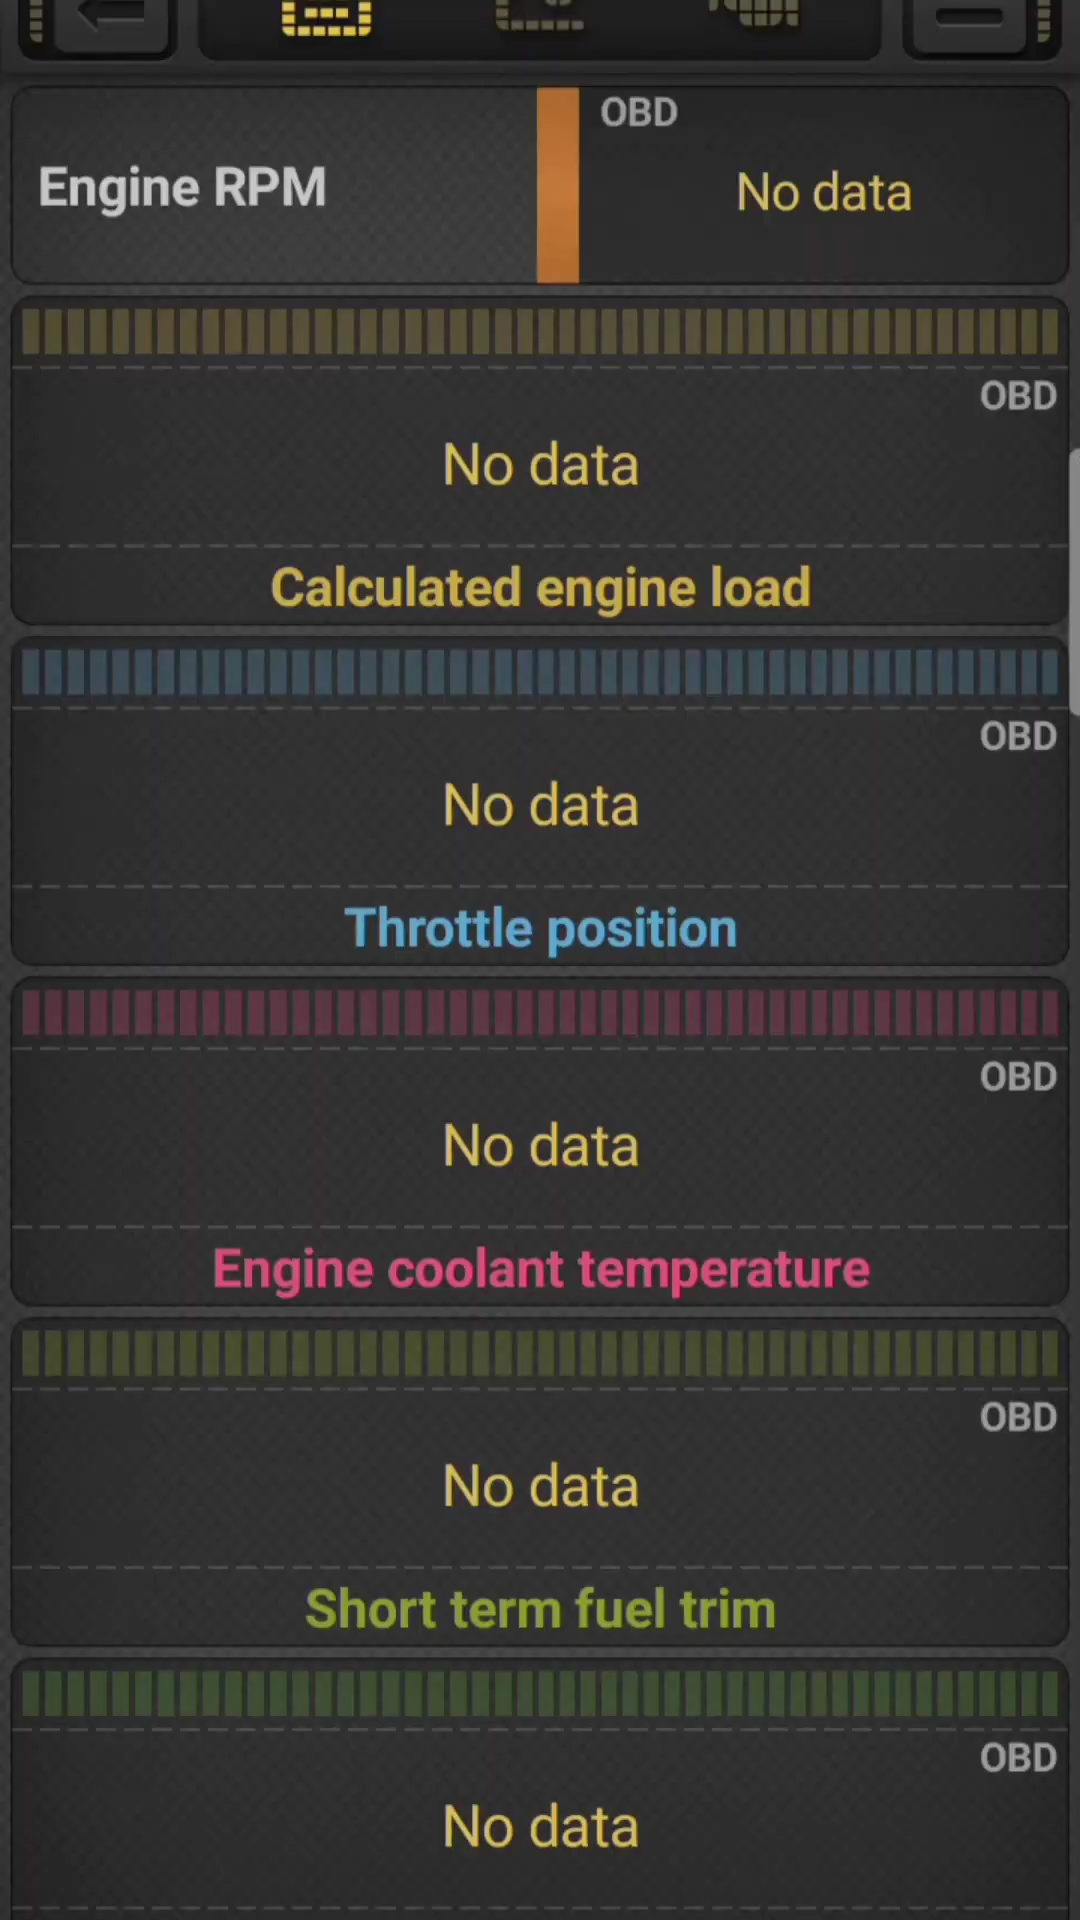 OBD
Engine RPM
No data
OBD
No data
Calculated engine load
OBD
No data
Throttle position
OBD
No data
Engine coolant temperature
OBD
No data
Short term fuel trim
OBD
No data